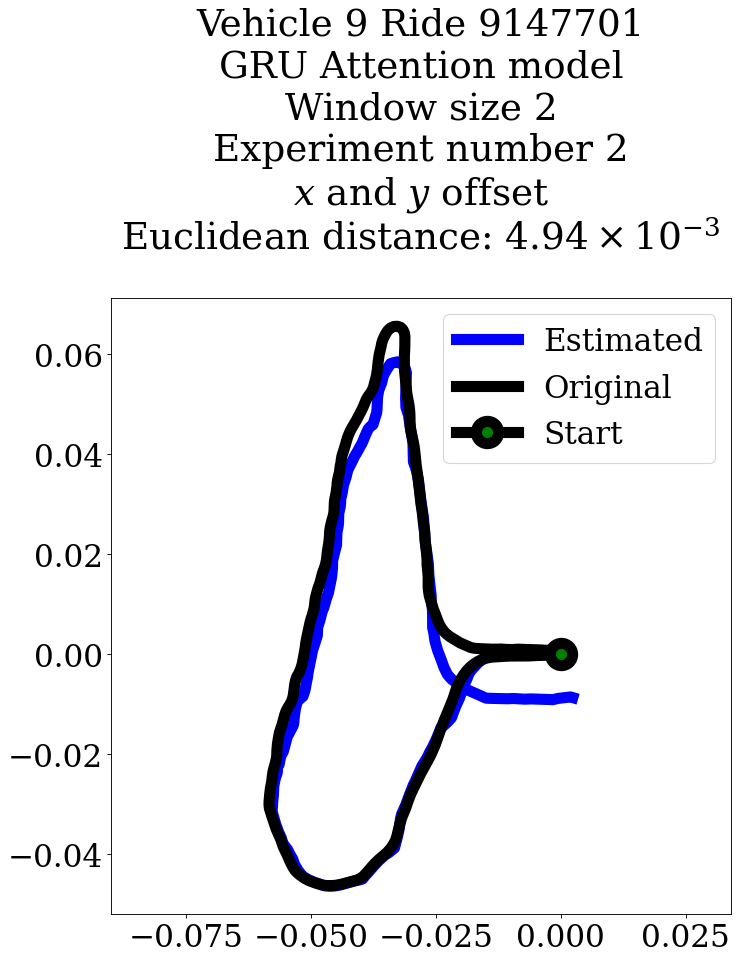 Vehicle 9 Ride 9147701
GRU Attention model
Window size 2
Experiment number 2
x and y offset
Euclidean distance: 4.94 × 10⁻³
Estimated
Original
Start
0.06
0.04
0.02
0.00
−0.02
−0.04
−0.075 −0.050 −0.025 0.000 0.025